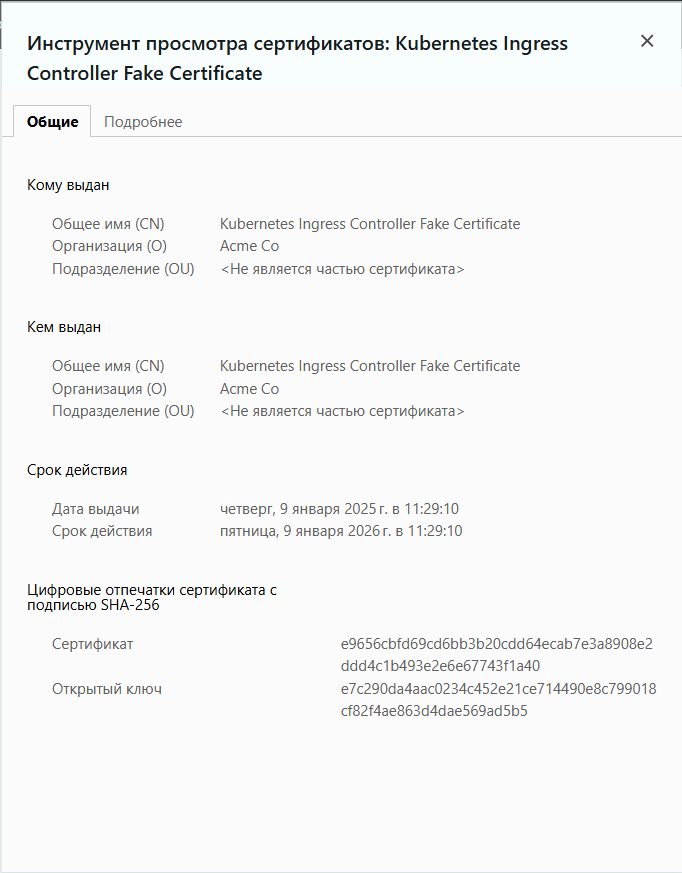 Инструмент просмотра сертификатов: Kubernetes Ingress
Controller Fake Certificate
Общие
Подробнее
Кому выдан
Общее имя (CN) Kubernetes Ingress Controller Fake Certificate
Организация (O) Acme Co
Подразделение (OU) <Не является частью сертификата>
Кем выдан
Общее имя (CN) Kubernetes Ingress Controller Fake Certificate
Организация (O) Acme Co
Подразделение (OU) <Не является частью сертификата>
Срок действия
Дата выдачи четверг, 9 января 2025 г. в 11:29:10
Срок действия пятница, 9 января 2026 г. в 11:29:10
Цифровые отпечатки сертификата с
подписью SHA-256
Сертификат e9656cbfd69cd6bb3b20cdd64ecab7e3a8908e2
ddd4c1b493e2e6e67743f1a40
Открытый ключ e7c290da4aac0234c452e21ce714490e8c799018
cf82f4ae863d4dae569ad5b5